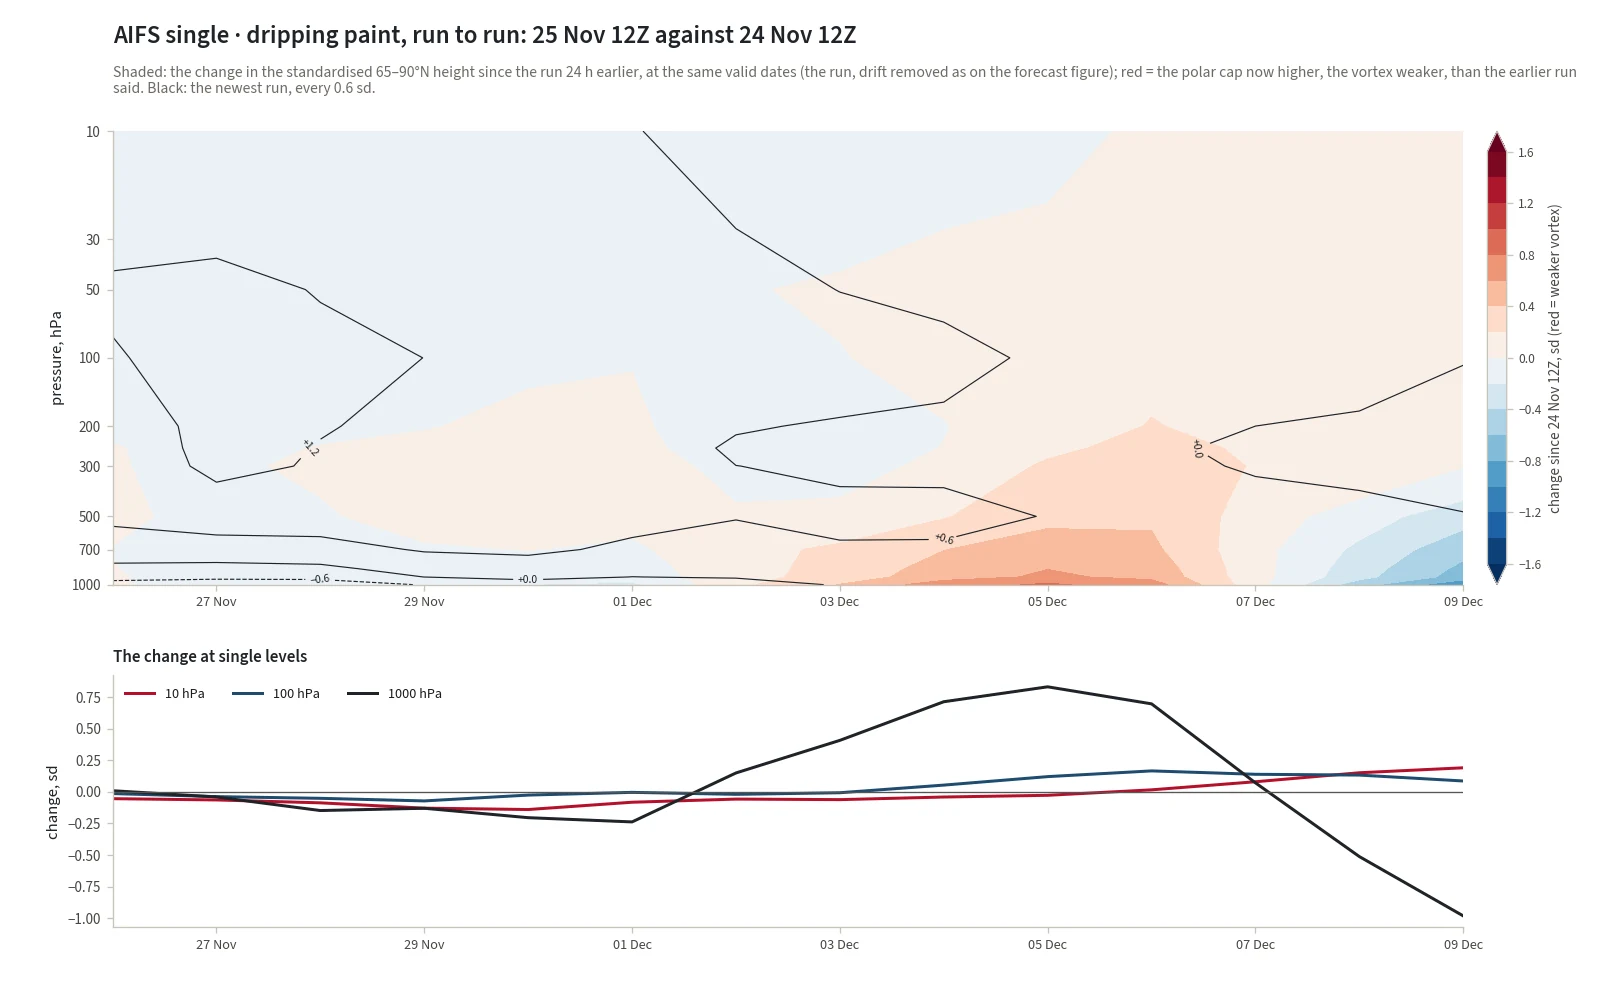 AIFS single · dripping paint, run to run: 25 Nov 12Z against 24 Nov 12Z
Shaded: the change in the standardised 65–90°N height since the run 24 h earlier, at the same valid dates (the run, drift removed as on the forecast figure); red = the polar cap now higher, the vortex weaker, than the earlier run
said. Black: the newest run, every 0.6 sd.
pressure, hPa
10
30
50
100
200
300
500
700
1000
+1.2
−0.6
+0.0
+0.6
+0.0
27 Nov
29 Nov
01 Dec
03 Dec
05 Dec
07 Dec
09 Dec
1.6
1.2
0.8
0.4
0.0
−0.4
−0.8
−1.2
−1.6
change since 24 Nov 12Z, sd (red = weaker vortex)
The change at single levels
10 hPa
100 hPa
1000 hPa
change, sd
0.75
0.50
0.25
0.00
−0.25
−0.50
−0.75
−1.00
27 Nov
29 Nov
01 Dec
03 Dec
05 Dec
07 Dec
09 Dec